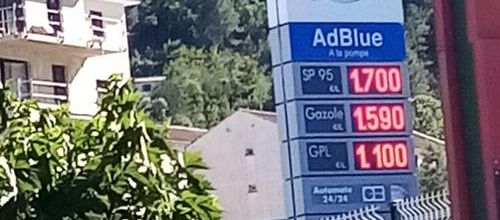 AdBlue
A la pompe
SP 95 €/L 1.700
Gazole €/L 1.590
GPL €/L 1.100
Automate
24/24